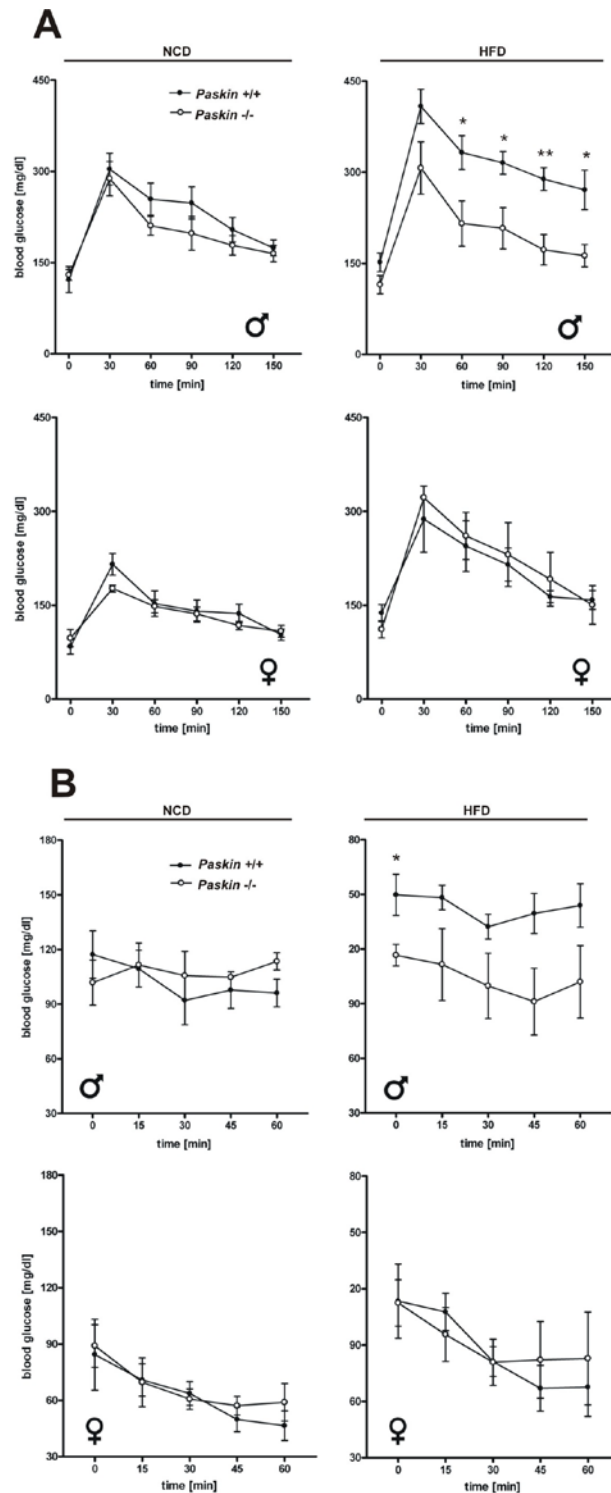 A
NCD
HFD
450
300
150
0
blood glucose [mg/dl]
Paskin +/+
Paskin -/-
♂
0 30 60 90 120 150
time [min]
450
300
150
0
* * ** *
♂
0 30 60 90 120 150
time [min]
450
300
150
0
blood glucose [mg/dl]
♀
0 30 60 90 120 150
time [min]
450
300
150
0
♀
0 30 60 90 120 150
time [min]
B
NCD
HFD
180
150
120
90
60
30
blood glucose [mg/dl]
Paskin +/+
Paskin -/-
♂
0 15 30 45 60
time [min]
80
50
20
90
60
30
*
♂
0 15 30 45 60
time [min]
180
150
120
90
60
30
blood glucose [mg/dl]
♀
0 15 30 45 60
time [min]
80
20
90
60
30
♀
0 15 30 45 60
time [min]